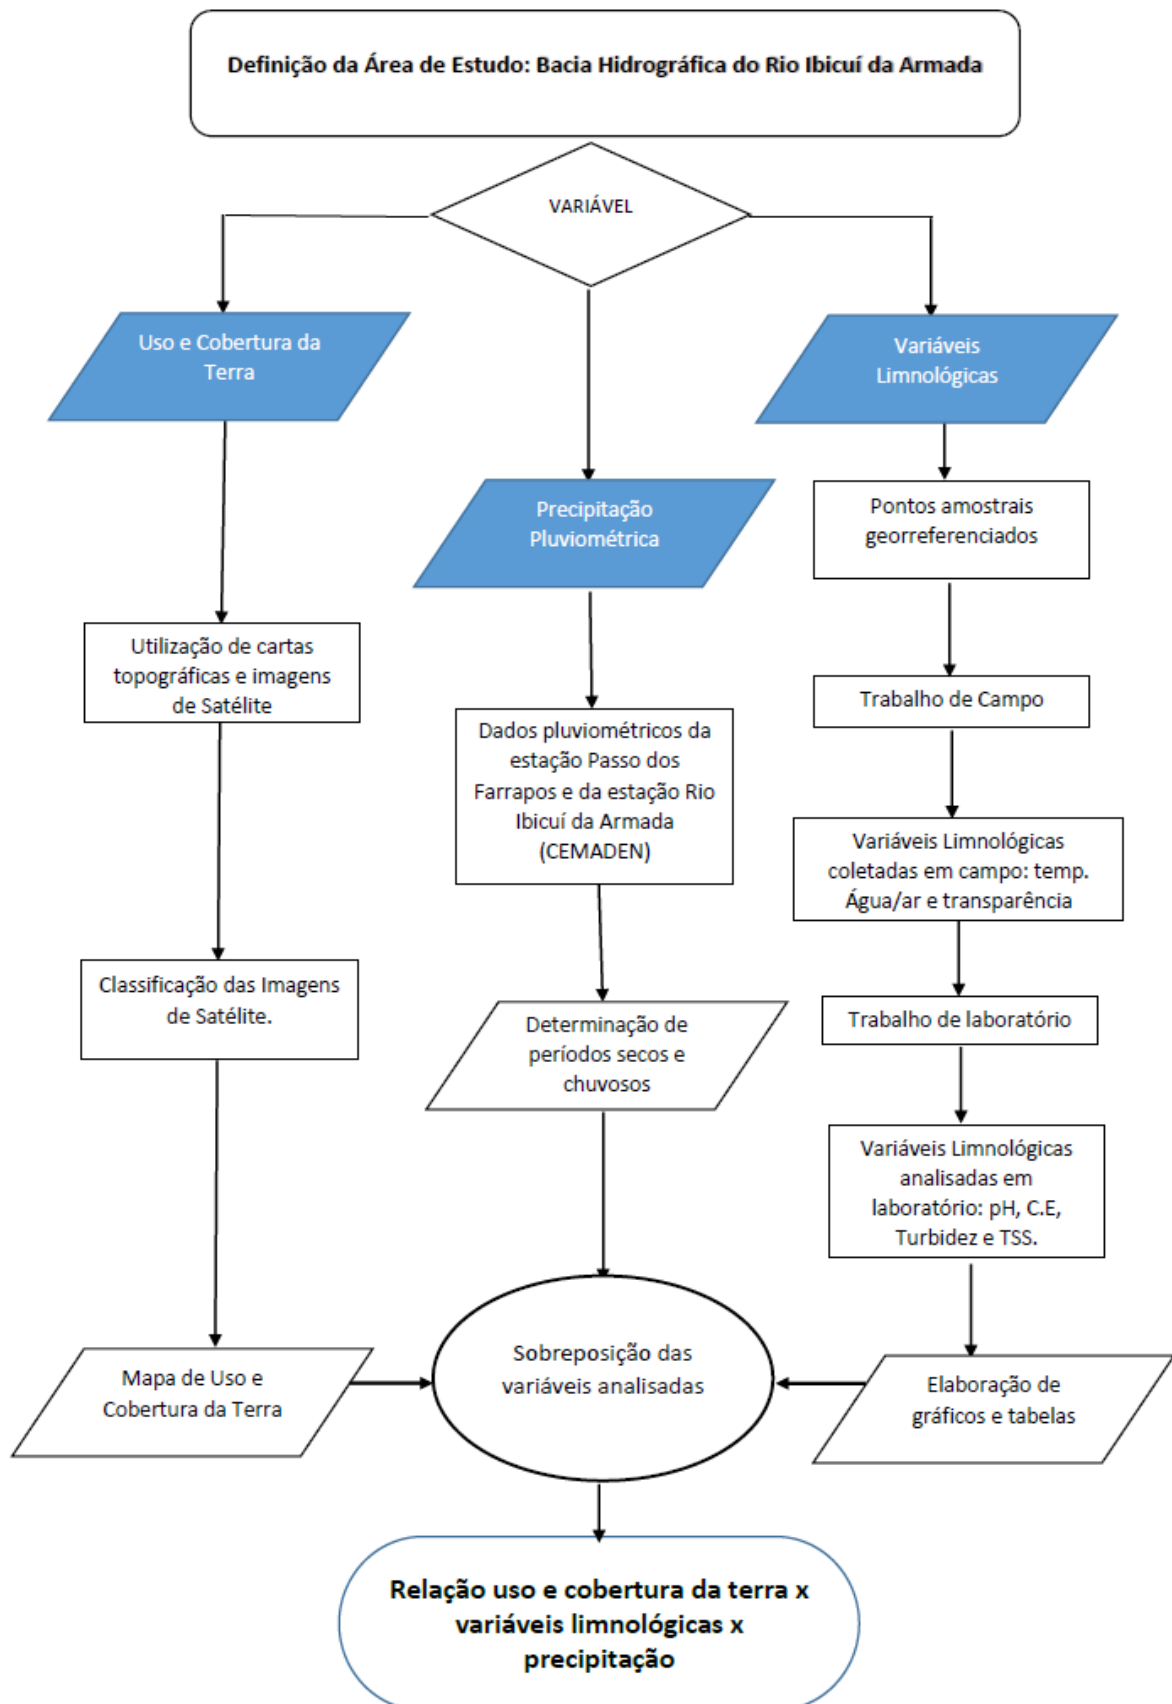 Definição da Área de Estudo: Bacia Hidrográfica do Rio Ibicuí da Armada
VARIÁVEL
Uso e Cobertura da
Terra
Variáveis
Limnológicas
Precipitação
Pluviométrica
Pontos amostrais
georreferenciados
Utilização de cartas
topográficas e imagens
de Satélite
Trabalho de Campo
Dados pluviométricos da
estação Passo dos
Farrapos e da estação Rio
Ibicuí da Armada
(CEMADEN)
Variáveis Limnológicas
coletadas em campo: temp.
Água/ar e transparência
Classificação das Imagens
de Satélite.
Trabalho de laboratório
Determinação de
períodos secos e
chuvosos
Variáveis Limnológicas
analisadas em
laboratório: pH, C.E,
Turbidez e TSS.
Mapa de Uso e
Cobertura da Terra
Sobreposição das
variáveis analisadas
Elaboração de
gráficos e tabelas
Relação uso e cobertura da terra x
variáveis limnológicas x
precipitação